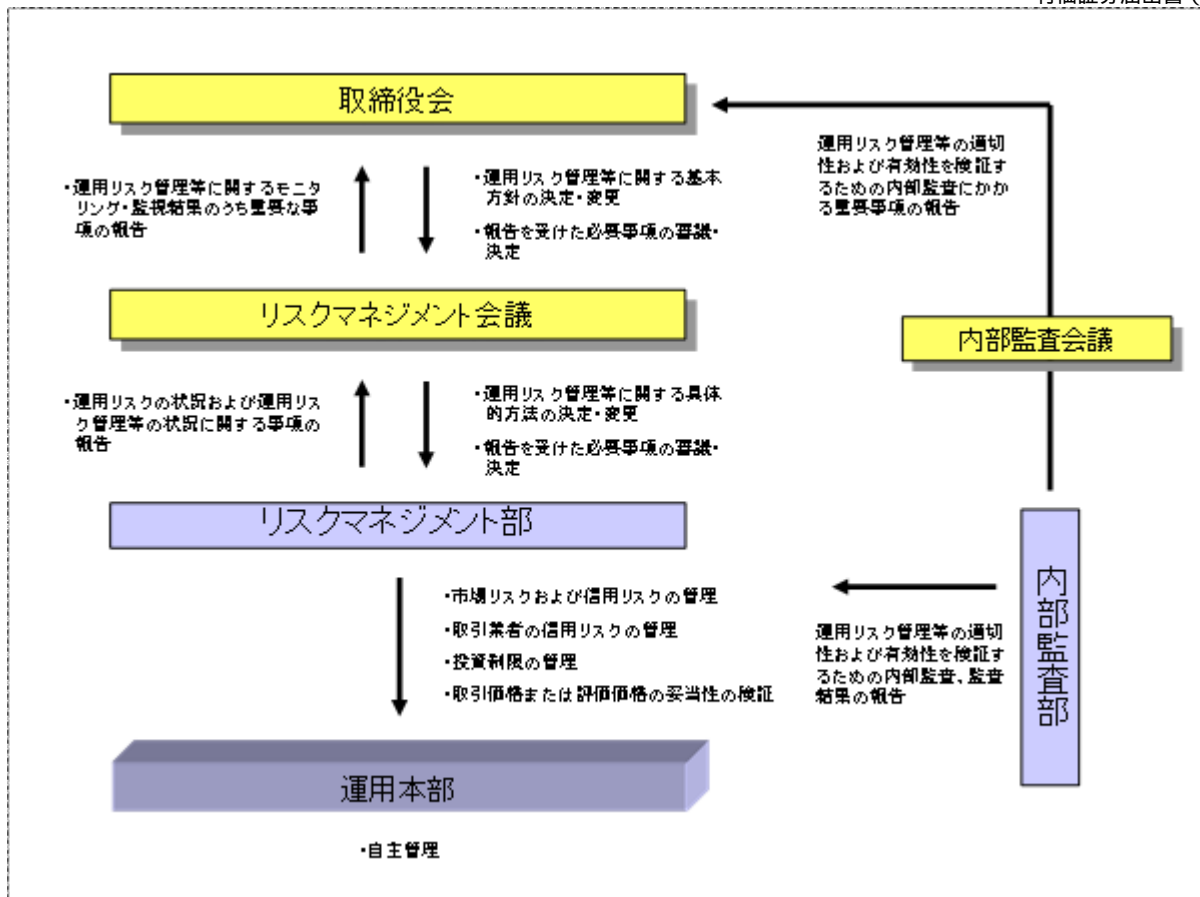 取締役会
・運用リスク管理等に関するモニタ
リング・監視結果のうち重要な事
項の報告
・運用リスク管理等に関する基本
方針の決定・変更
・報告を受けた必要事項の審議・
決定
運用リスク管理等の適切
性および有効性を検証す
るための内部監査にかか
る重要事項の報告
リスクマネジメント会議
内部監査会議
・運用リスクの状況および運用リス
ク管理等の状況に関する事項の
報告
・運用リスク管理等に関する具体
的方法の決定・変更
・報告を受けた必要事項の審議・
決定
リスクマネジメント部
・市場リスクおよび信用リスクの管理
・取引業者の信用リスクの管理
・投資制限の管理
・取引価格または評価価格の妥当性の検証
運用リスク管理等の適切
性および有効性を検証す
るための内部監査、監査
結果の報告
内部監査部
運用本部
・自主管理